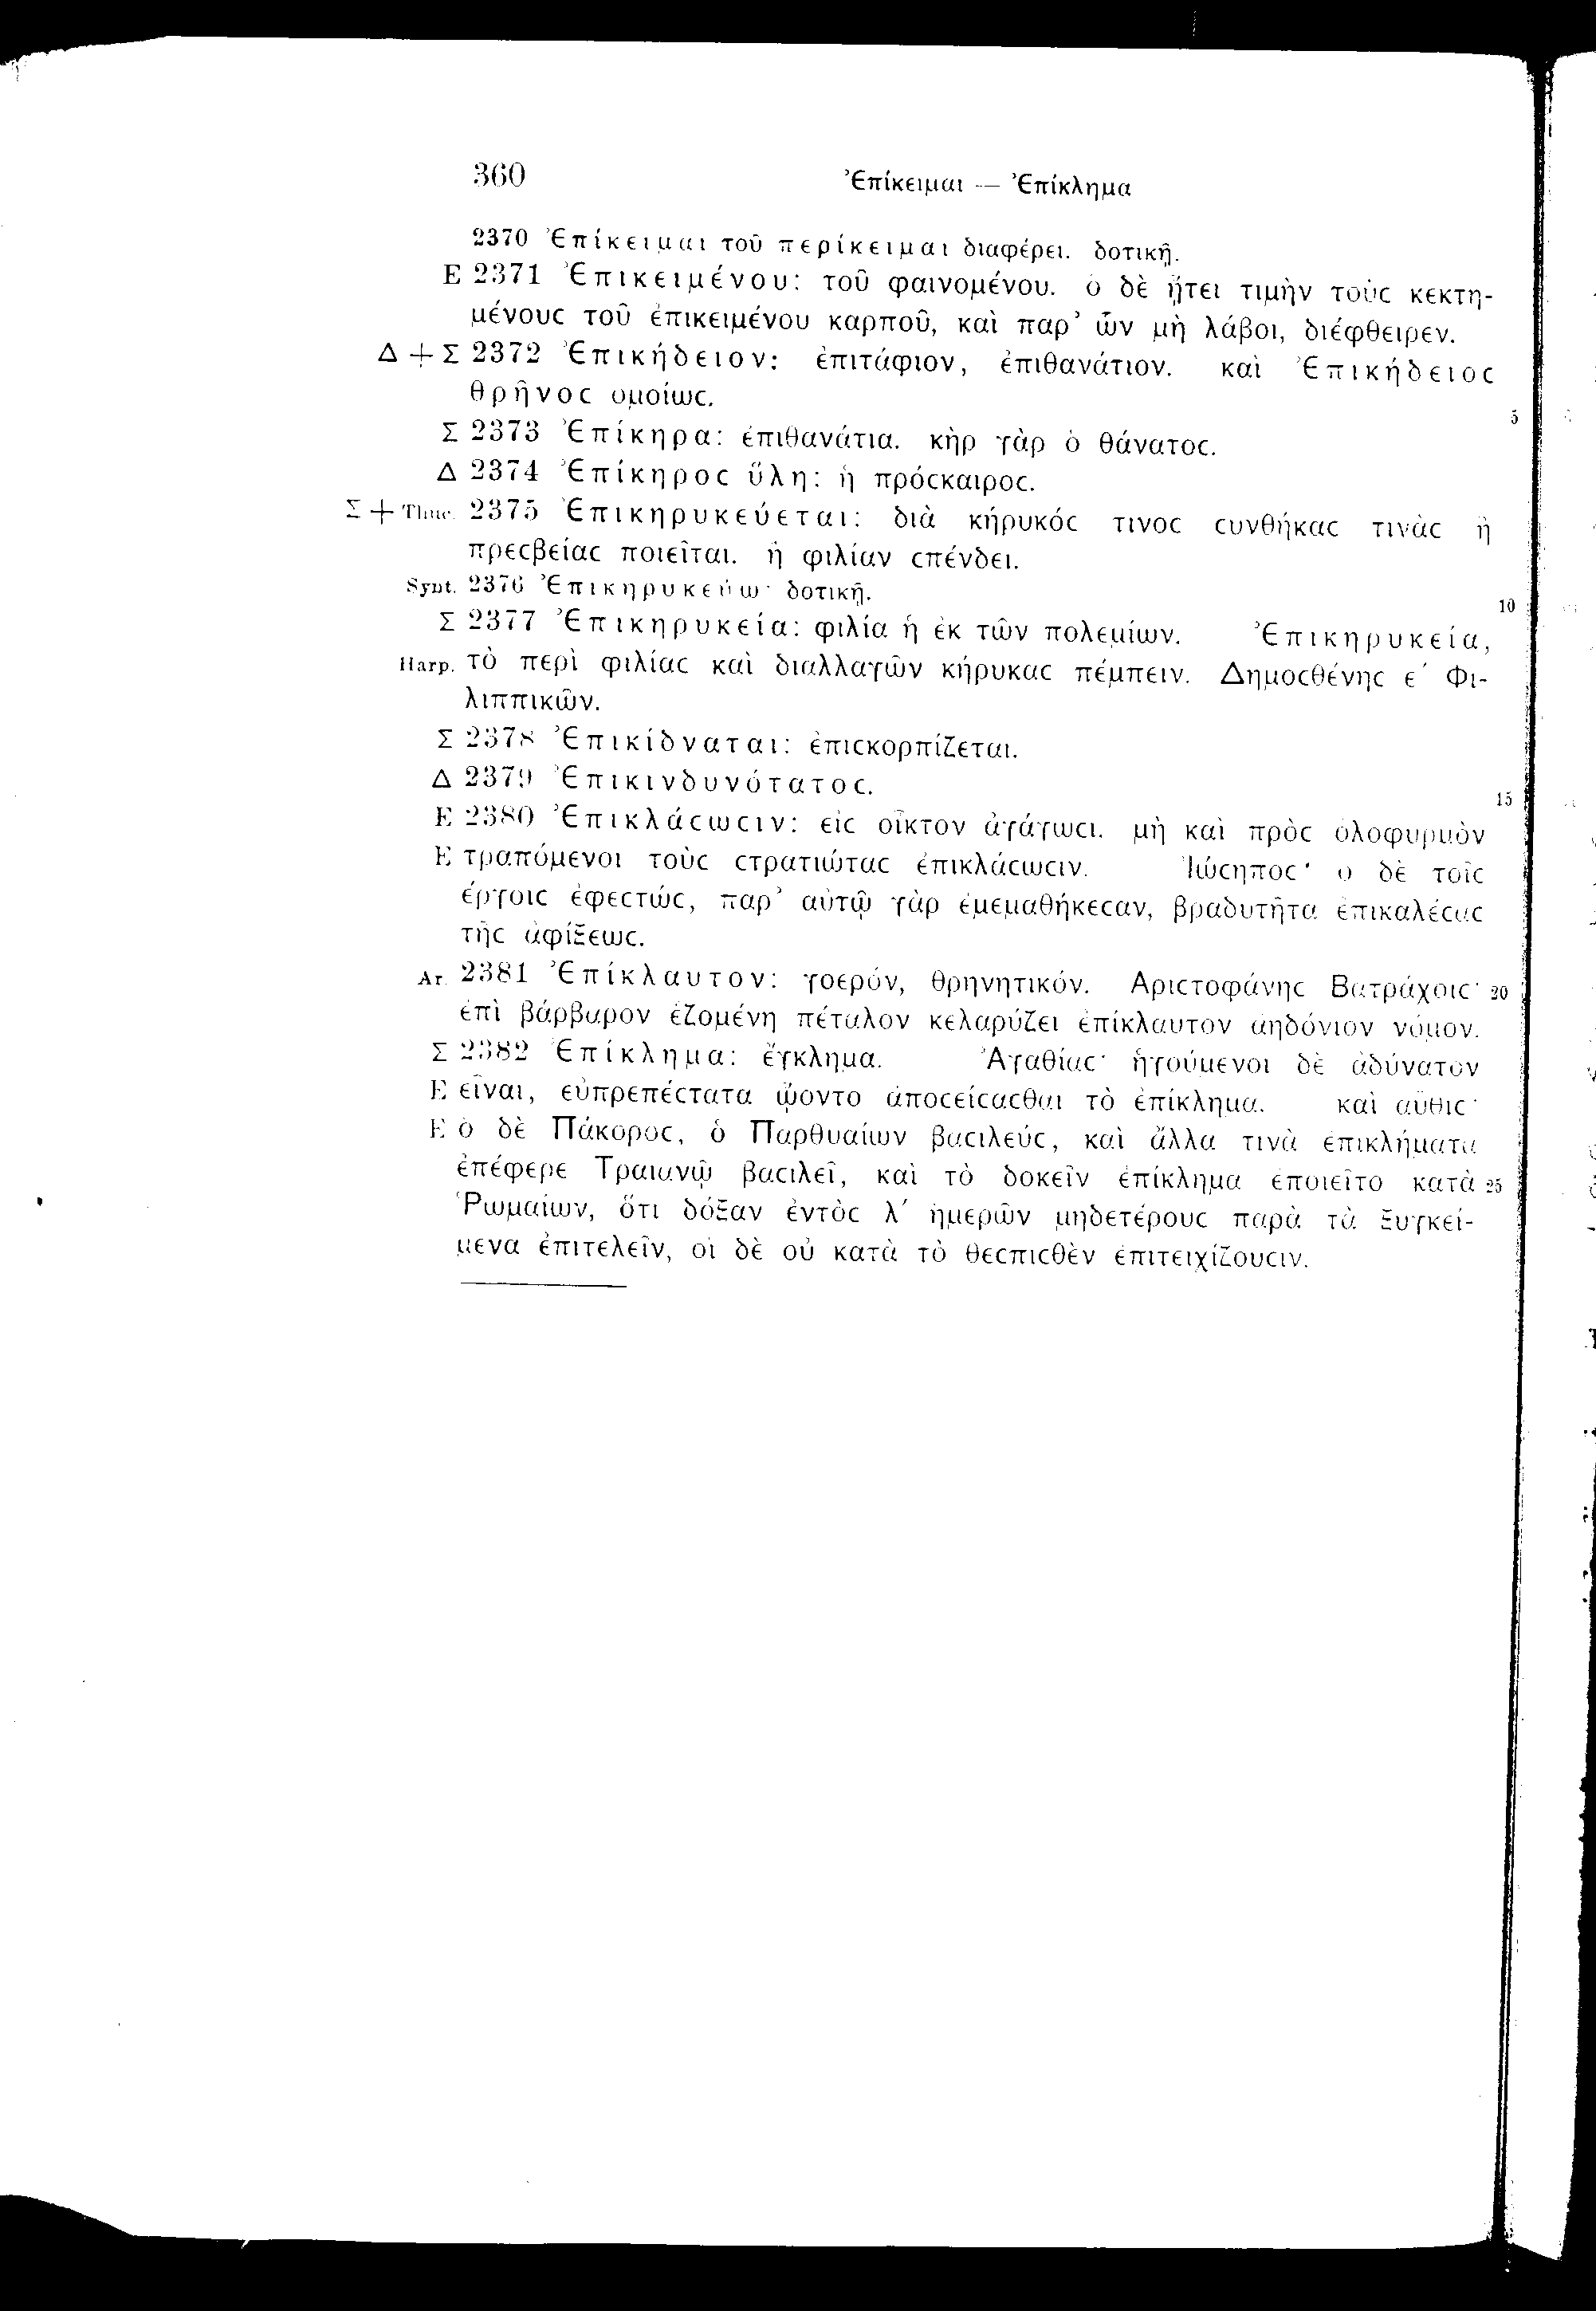 360 Ἐπίκειμαι — Ἐπίκλημα
2370 Ἐπίκειμαι τοῦ περίκειμαι διαφέρει. δοτικῇ.
Ε 2371 Ἐπικειμένου: τοῦ φαινομένου. ὁ δὲ ᾔτει τιμὴν τοὺϲ κεκτη-
μένουϲ τοῦ ἐπικειμένου καρποῦ, καὶ παρ᾽ ὧν μὴ λάβοι, διέφθειρεν.
Δ + Σ 2372 Ἐπικήδειον: ἐπιτάφιον, ἐπιθανάτιον. καὶ Ἐπικήδειοϲ
θρῆνοϲ ὁμοίωϲ. 5
Σ 2373 Ἐπίκηρα: ἐπιθανάτια. κὴρ γὰρ ὁ θάνατοϲ.
Δ 2374 Ἐπίκηροϲ ὕλη: ἡ πρόϲκαιροϲ.
Σ + Thuc. 2375 Ἐπικηρυκεύεται: διὰ κήρυκόϲ τινοϲ ϲυνθήκαϲ τινὰϲ ἢ
πρεϲβείαϲ ποιεῖται. ἢ φιλίαν ϲπένδει.
Synt. 2376 Ἐπικηρυκεύω· δοτικῇ. 10
Σ 2377 Ἐπικηρυκεία: φιλία ἡ ἐκ τῶν πολεμίων. Ἐπικηρυκεία,
Harp. τὸ περὶ φιλίαϲ καὶ διαλλαγῶν κήρυκαϲ πέμπειν. Δημοϲθένηϲ ε´ Φι-
λιππικῶν.
Σ 2378 Ἐπικίδναται: ἐπιϲκορπίζεται.
Δ 2379 Ἐπικινδυνότατοϲ. 15
Ε 2380 Ἐπικλάϲωϲιν: εἰϲ οἶκτον ἀγάγωϲι. μὴ καὶ πρὸϲ ὀλοφυρμὸν
Ε τραπόμενοι τοὺϲ ϲτρατιώταϲ ἐπικλάϲωϲιν. Ἰώϲηποϲ· ὁ δὲ τοῖϲ
ἔργοιϲ ἐφεϲτώϲ, παρ᾽ αὐτῷ γὰρ ἐμεμαθήκεϲαν, βραδυτῆτα ἐπικαλέϲαϲ
τῆϲ ἀφίξεωϲ.
Ar. 2381 Ἐπίκλαυτον: γοερόν, θρηνητικόν. Ἀριϲτοφάνηϲ Βατράχοιϲ· 20
ἐπὶ βάρβαρον ἑζομένη πέταλον κελαρύζει ἐπίκλαυτον ἀηδόνιον νόμον.
Σ 2382 Ἐπίκλημα: ἔγκλημα. Ἀγαθίαϲ· ἡγούμενοι δὲ ἀδύνατον
Ε εἶναι, εὐπρεπέϲτατα ᾤοντο ἀποϲείϲαϲθαι τὸ ἐπίκλημα. καὶ αὖθιϲ·
Ε ὁ δὲ Πάκοροϲ, ὁ Παρθυαίων βαϲιλεύϲ, καὶ ἄλλα τινὰ ἐπικλήματα
ἐπέφερε Τραιανῷ βαϲιλεῖ, καὶ τὸ δοκεῖν ἐπίκλημα ἐποιεῖτο κατὰ 25
Ῥωμαίων, ὅτι δόξαν ἐντὸϲ λ´ ἡμερῶν μηδετέρουϲ παρὰ τὰ ξυγκεί-
μενα ἐπιτελεῖν, οἱ δὲ οὐ κατὰ τὸ θεϲπιϲθὲν ἐπιτειχίζουϲιν.